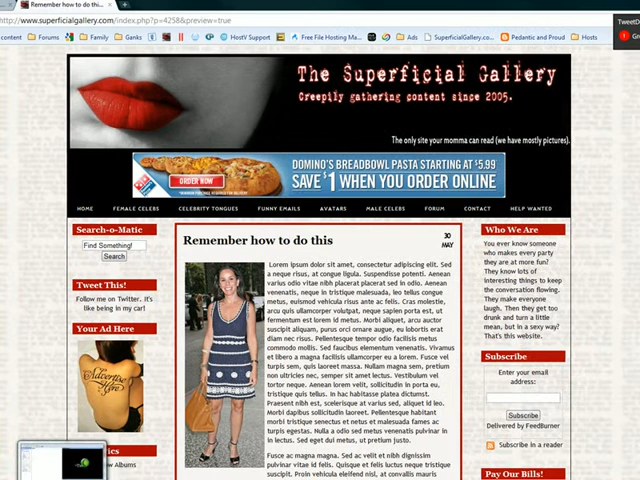 Remember how to do thi...
http://www.superficialgallery.com/index.php?p=4258&preview=true
TweetD
content Forums Family Ganks HostV Support Free File Hosting Ma... Ads SuperficialGallery.co... Pedantic and Proud Hosts
The Superficial Gallery
Creepily gathering content since 2005.
The only site your momma can read (we have mostly pictures).
DOMINO'S BREADBOWL PASTA STARTING AT $5.99
ORDER NOW
SAVE $1 WHEN YOU ORDER ONLINE
HOME FEMALE CELEBS CELEBRITY TONGUES FUNNY EMAILS AVATARS MALE CELEBS FORUM CONTACT HELP WANTED
Search-o-Matic
Find Something!
Search
Tweet This!
Follow me on Twitter. It's
like being in my car!
Your Ad Here
Advertise
Here
Albums
Remember how to do this
30
MAY
Lorem ipsum dolor sit amet, consectetur adipiscing elit. Sed
a neque risus, at congue ligula. Suspendisse potenti. Aenean
varius odio vitae nibh placerat placerat sed in odio. Aenean
venenatis, neque in tristique malesuada, leo tellus congue
metus, euismod vehicula risus ante ac felis. Cras molestie,
arcu quis ullamcorper volutpat, neque sapien porta est, ut
fermentum est lorem id metus. Morbi aliquet, arcu auctor
suscipit aliquam, purus orci ornare augue, eu lobortis erat
diam nec risus. Pellentesque tempor odio facilisis metus
commodo mollis. Sed faucibus elementum venenatis. Vivamus
et libero a magna facilisis ullamcorper eu a lorem. Fusce vel
turpis sem, quis laoreet massa. Nullam magna sem, pretium
non ultricies nec, semper sit amet lectus. Vestibulum vel
tortor neque. Aenean lorem velit, sollicitudin in porta eu,
tristique quis tellus. In hac habitasse platea dictumst.
Praesent nibh est, scelerisque at varius sed, aliquet id leo.
Morbi dapibus sollicitudin laoreet. Pellentesque habitant
morbi tristique senectus et netus et malesuada fames ac
turpis egestas. Nulla a odio sed metus venenatis pulvinar in
in lectus. Sed eget dui metus, ut pretium justo.
Fusce ac magna magna. Sed ac velit et nibh dignissim
pulvinar vitae id felis. Quisque et felis luctus neque tristique
suscipit. Proin vehicula eleifend nisl, at convallis mauris
Who We Are
You ever know someone
who makes every party
they are at more fun?
They know lots of
interesting things to keep
the conversation flowing.
They make everyone
laugh. Then they get too
drunk and turn a little
mean, but in a sexy way?
That's this website.
Subscribe
Enter your email
address:
Subscribe
Delivered by FeedBurner
Subscribe in a reader
Pay Our Bills!